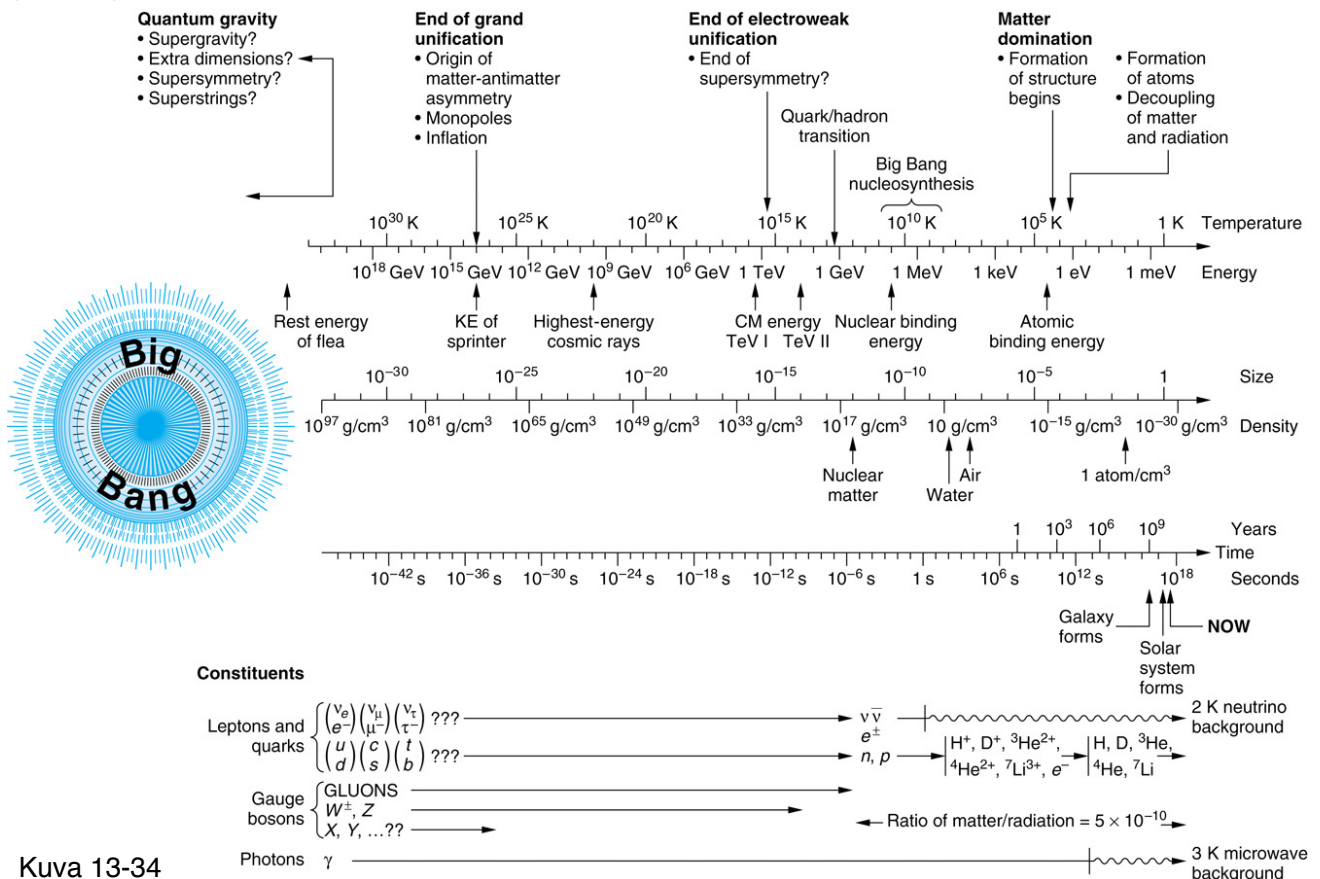 Quantum gravity
• Supergravity?
• Extra dimensions?
• Supersymmetry?
• Superstrings?
End of grand
unification
• Origin of
matter-antimatter
asymmetry
• Monopoles
• Inflation
End of electroweak
unification
• End of
supersymmetry?
Quark/hadron
transition
Big Bang
nucleosynthesis
Matter
domination
• Formation
of structure
begins
• Formation
of atoms
• Decoupling
of matter
and radiation
10³⁰ K 10²⁵ K 10²⁰ K 10¹⁵ K 10¹⁰ K 10⁵ K 1 K Temperature
10¹⁸ GeV 10¹⁵ GeV 10¹² GeV 10⁹ GeV 10⁶ GeV 1 TeV 1 GeV 1 MeV 1 keV 1 eV 1 meV Energy
Rest energy
of flea
KE of
sprinter
Highest-energy
cosmic rays
CM energy
TeV I TeV II
Nuclear binding
energy
Atomic
binding energy
Big
Bang
10⁻³⁰ 10⁻²⁵ 10⁻²⁰ 10⁻¹⁵ 10⁻¹⁰ 10⁻⁵ 1 Size
10⁹⁷ g/cm³ 10⁸¹ g/cm³ 10⁶⁵ g/cm³ 10⁴⁹ g/cm³ 10³³ g/cm³ 10¹⁷ g/cm³ 10 g/cm³ 10⁻¹⁵ g/cm³ 10⁻³⁰ g/cm³ Density
Nuclear
matter
Water
Air
1 atom/cm³
1 10³ 10⁶ 10⁹ Years
Time
10⁻⁴² s 10⁻³⁶ s 10⁻³⁰ s 10⁻²⁴ s 10⁻¹⁸ s 10⁻¹² s 10⁻⁶ s 1 s 10⁶ s 10¹² s 10¹⁸ Seconds
Galaxy
forms
Solar
system
forms
NOW
Constituents
Leptons and
quarks
(νe e⁻) (νμ μ⁻) (ντ τ⁻) ???
(u d) (c s) (t b) ???
ν ν̅
e±
n, p
H⁺, D⁺, ³He²⁺,
⁴He²⁺, ⁷Li³⁺, e⁻
H, D, ³He,
⁴He, ⁷Li
2 K neutrino
background
Gauge
bosons
GLUONS
W±, Z
X, Y, ...??
Ratio of matter/radiation = 5 × 10⁻¹⁰
Photons γ
3 K microwave
background
Kuva 13-34